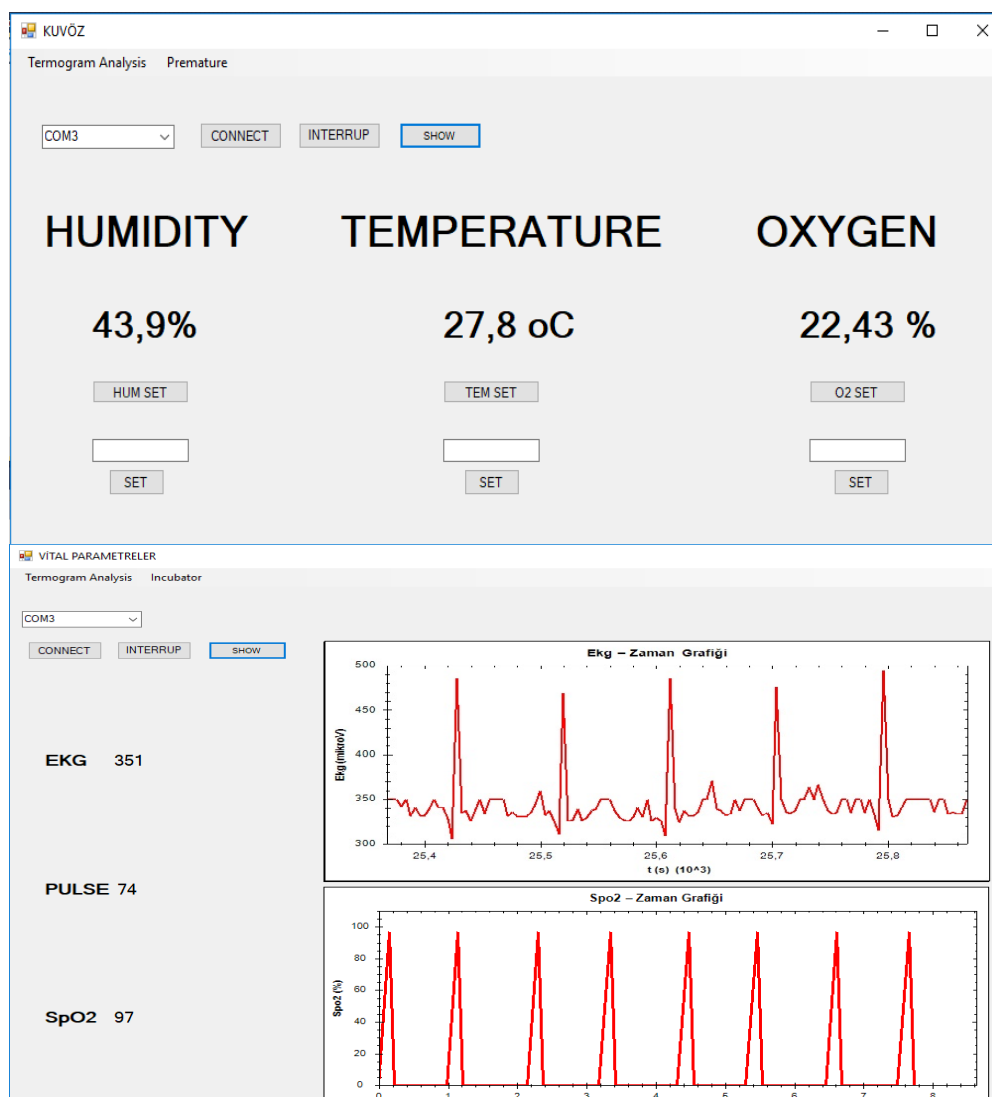 KUVÖZ
Termogram Analysis Premature
COM3 CONNECT INTERRUP SHOW
HUMIDITY TEMPERATURE OXYGEN
43,9% 27,8 oC 22,43 %
HUM SET TEM SET O2 SET
SET SET SET
VİTAL PARAMETRELER
Termogram Analysis Incubator
COM3
CONNECT INTERRUP SHOW
EKG 351
PULSE 74
SpO2 97
Ekg – Zaman Grafiği
Ekg (mikroV)
500
450
400
350
300
25,4 25,5 25,6 25,7 25,8
t (s) (10^3)
Spo2 – Zaman Grafiği
Spo2 (%)
100
80
60
40
20
0
0 1 2 3 4 5 6 7 8